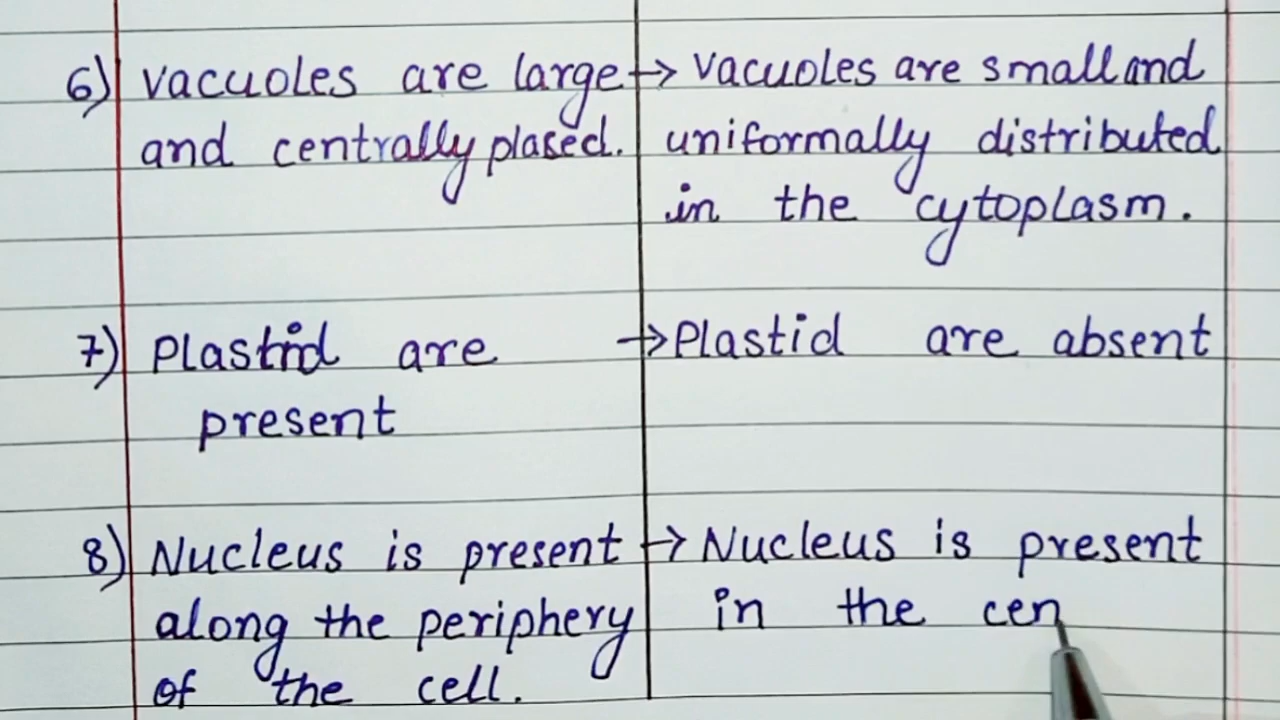 6) vacuoles are large → vacuoles are small and
and centrally plased. uniformally distributed
in the cytoplasm.
7) Plastid are → Plastid are absent
present
8) Nucleus is present → Nucleus is present
along the periphery in the cen
of the cell.